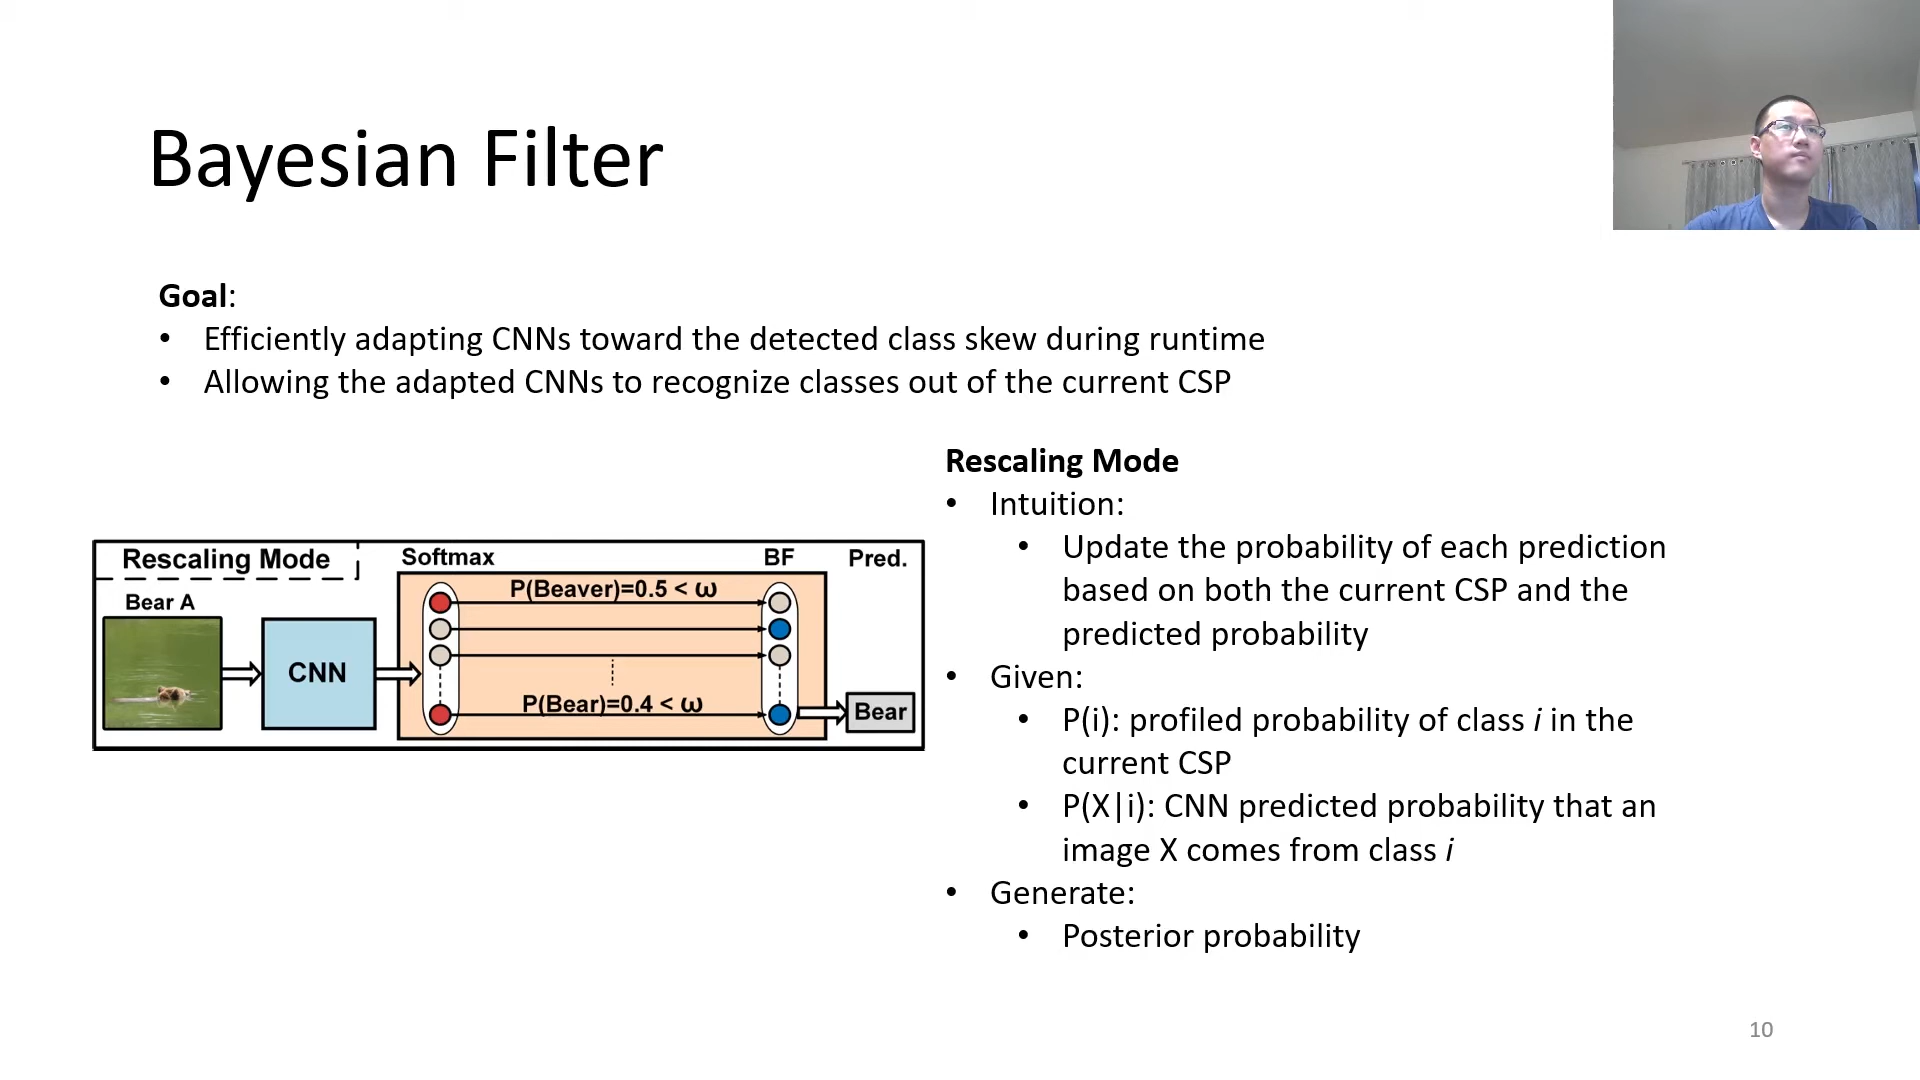 Bayesian Filter
Goal:
• Efficiently adapting CNNs toward the detected class skew during runtime
• Allowing the adapted CNNs to recognize classes out of the current CSP
Rescaling Mode
Softmax
BF
Pred.
Bear A
CNN
P(Beaver)=0.5 < ω
P(Bear)=0.4 < ω
Bear
Rescaling Mode
• Intuition:
• Update the probability of each prediction
based on both the current CSP and the
predicted probability
• Given:
• P(i): profiled probability of class i in the
current CSP
• P(X|i): CNN predicted probability that an
image X comes from class i
• Generate:
• Posterior probability
10